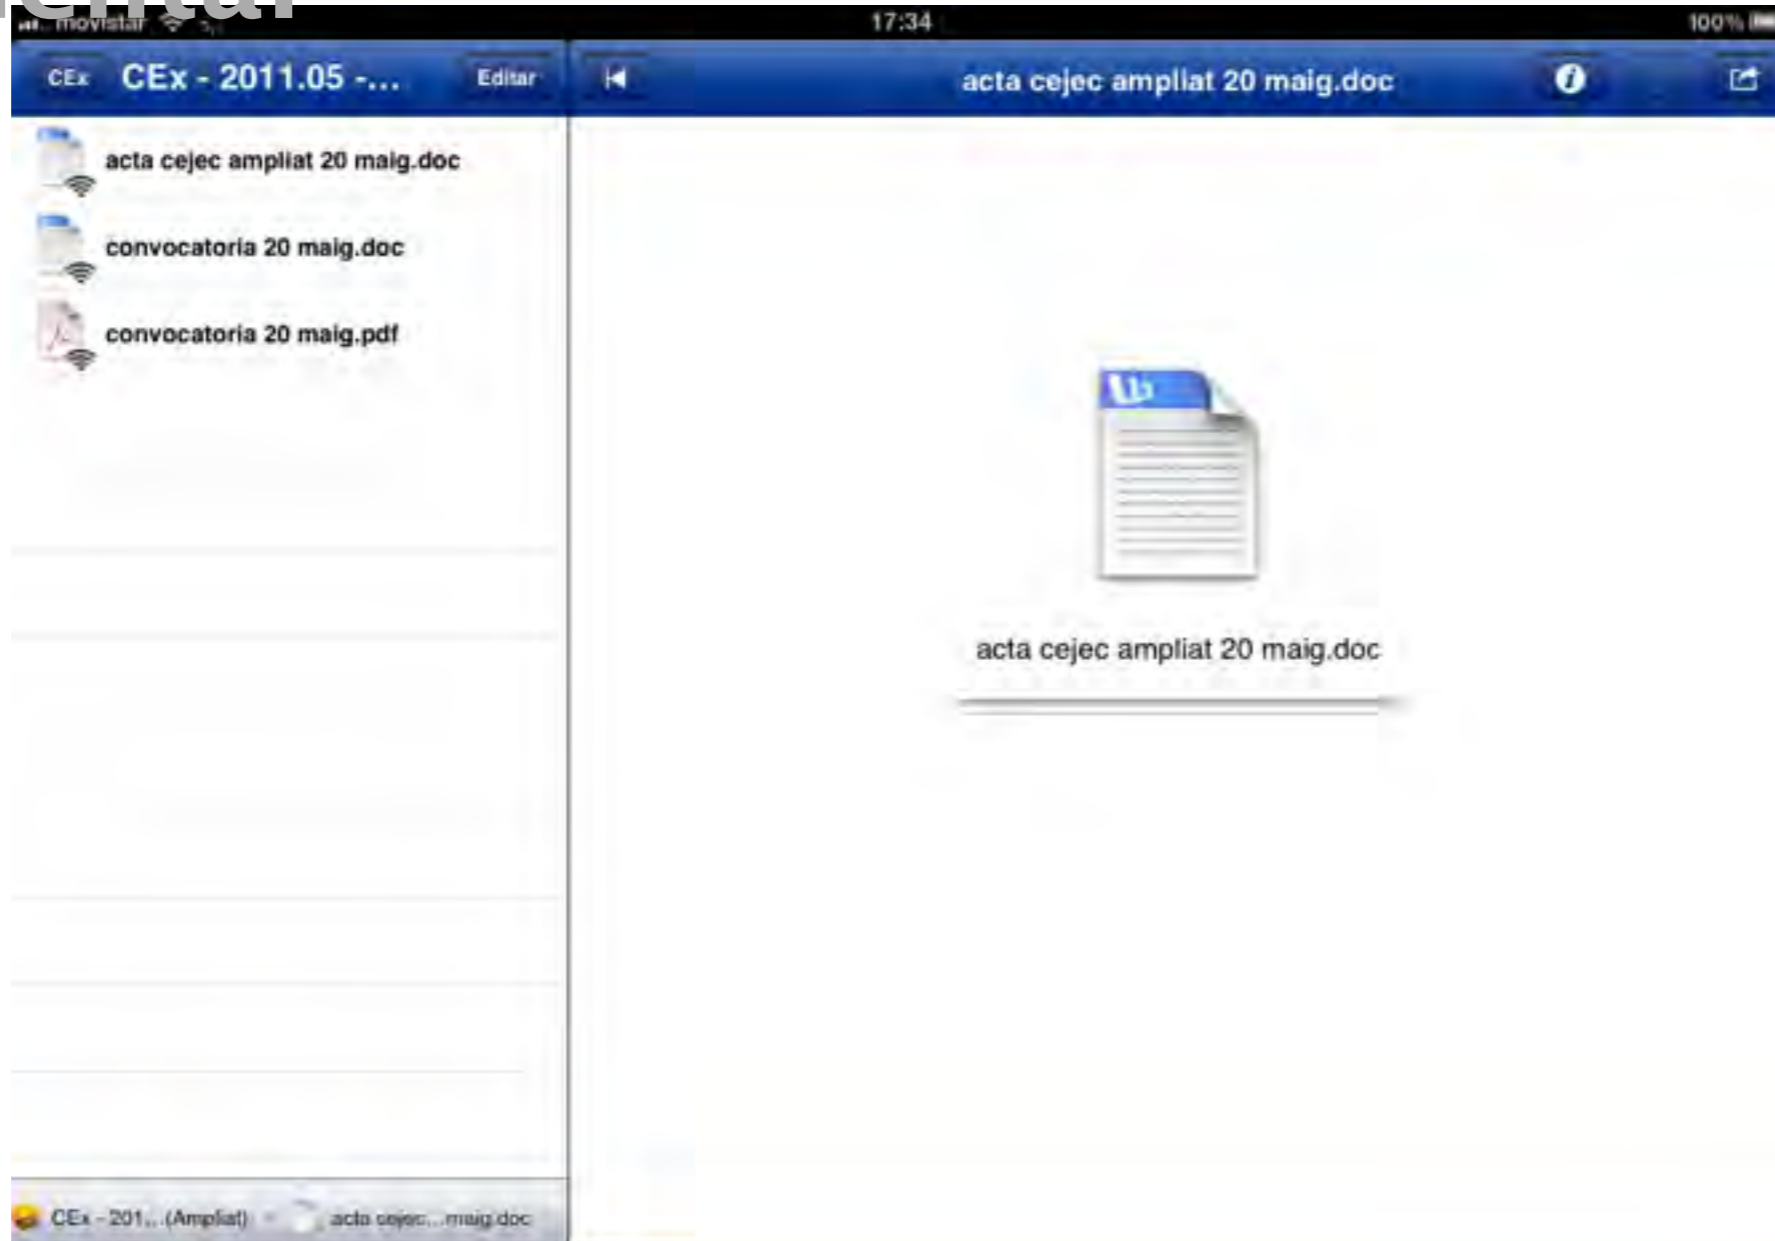 movistar 17:34 100%
CEx CEx - 2011.05 -... Editar acta cejec ampliat 20 maig.doc
acta cejec ampliat 20 maig.doc
convocatoria 20 maig.doc
convocatoria 20 maig.pdf
acta cejec ampliat 20 maig.doc
CEx - 201...(Ampliat) acta cejec...maig.doc